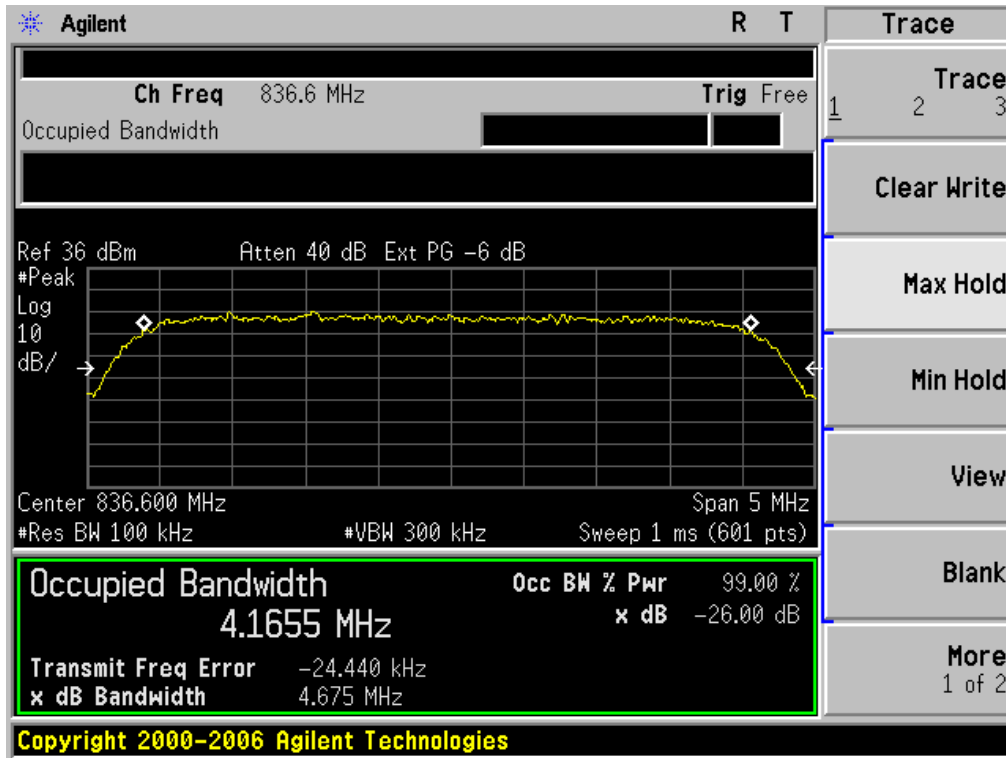 Agilent R T
Ch Freq 836.6 MHz Trig Free
Occupied Bandwidth
Ref 36 dBm Atten 40 dB Ext PG −6 dB
#Peak
Log
10
dB/
Center 836.600 MHz Span 5 MHz
#Res BW 100 kHz #VBW 300 kHz Sweep 1 ms (601 pts)
Occupied Bandwidth
4.1655 MHz
Occ BW % Pwr 99.00 %
x dB −26.00 dB
Transmit Freq Error −24.440 kHz
x dB Bandwidth 4.675 MHz
Copyright 2000–2006 Agilent Technologies
Trace
Trace
1 2 3
Clear Write
Max Hold
Min Hold
View
Blank
More
1 of 2